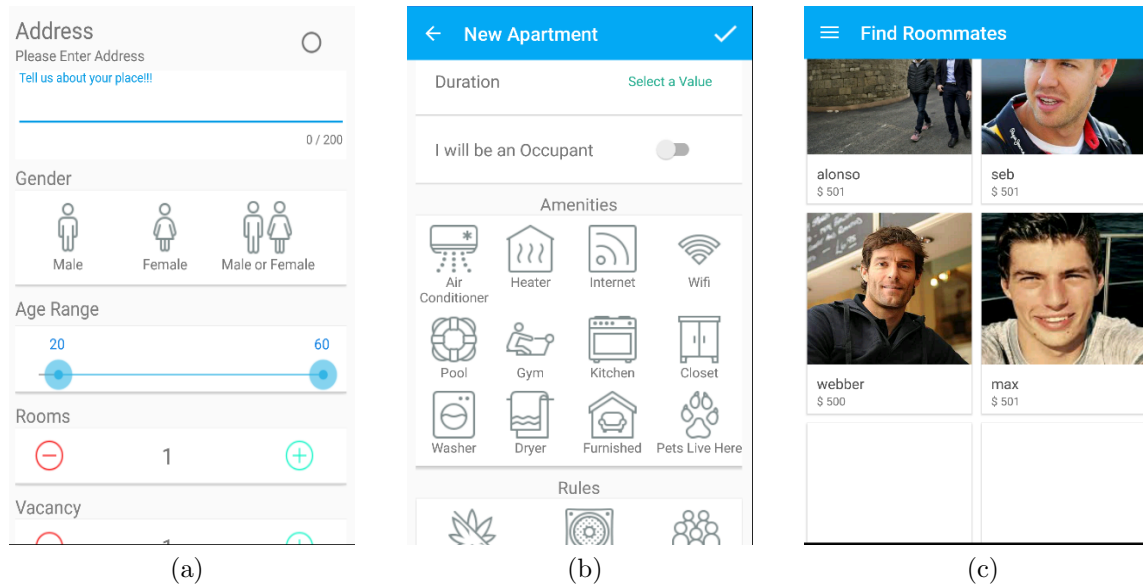 Address
Please Enter Address
Tell us about your place!!!
0 / 200
Gender
Male Female Male or Female
Age Range
20 60
Rooms
1
Vacancy
(a)
New Apartment
Duration Select a Value
I will be an Occupant
Amenities
Air Conditioner Heater Internet Wifi
Pool Gym Kitchen Closet
Washer Dryer Furnished Pets Live Here
Rules
(b)
Find Roommates
alonso seb
$ 501 $ 501
webber max
$ 500 $ 501
(c)